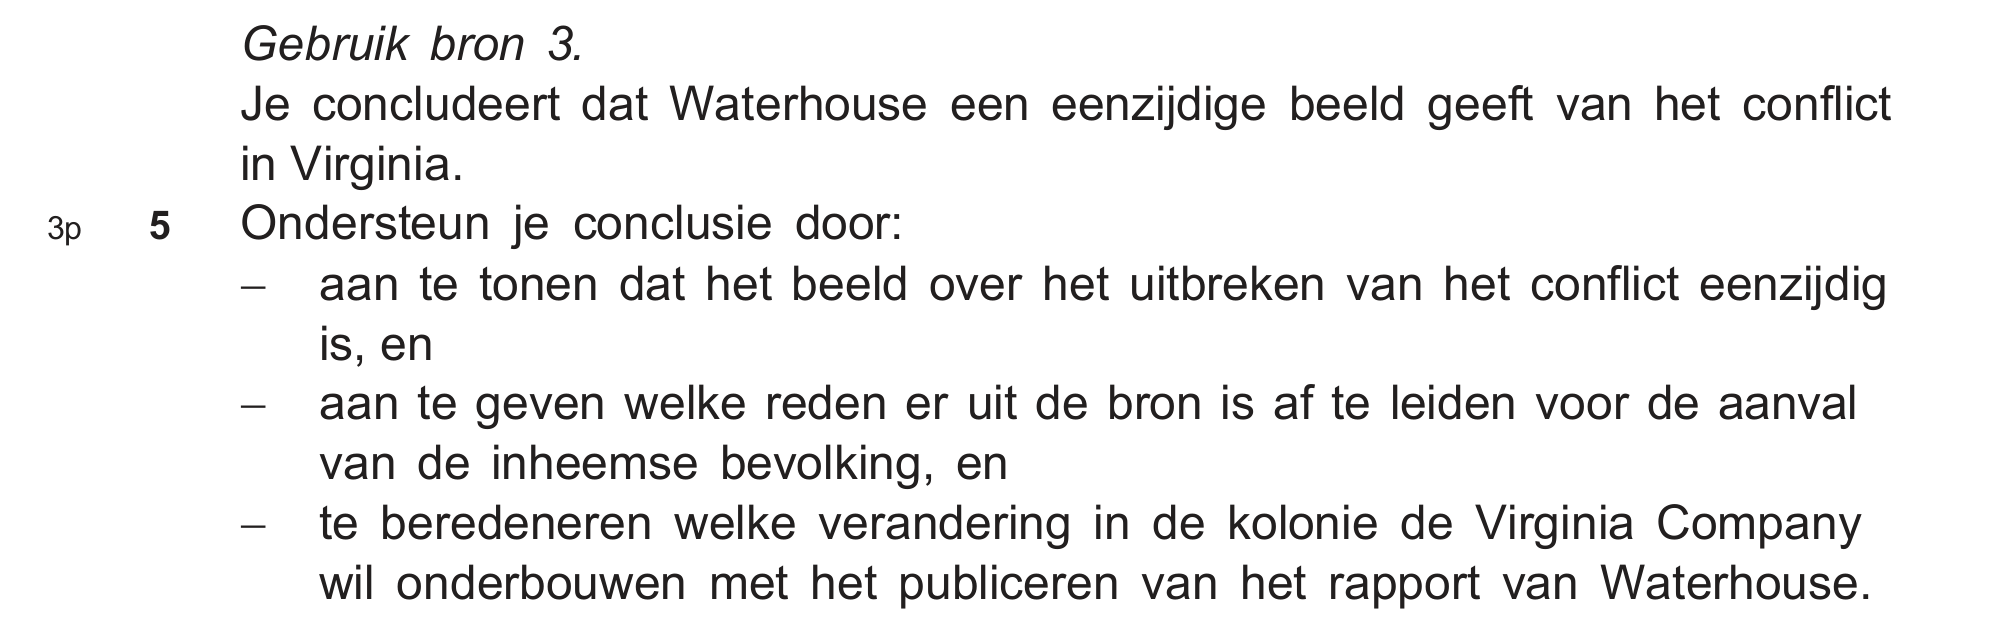 Gebruik bron 3.
Je concludeert dat Waterhouse een eenzijdige beeld geeft van het conflict
in Virginia.
3p 5 Ondersteun je conclusie door:
– aan te tonen dat het beeld over het uitbreken van het conflict eenzijdig
is, en
– aan te geven welke reden er uit de bron is af te leiden voor de aanval
van de inheemse bevolking, en
– te beredeneren welke verandering in de kolonie de Virginia Company
wil onderbouwen met het publiceren van het rapport van Waterhouse.